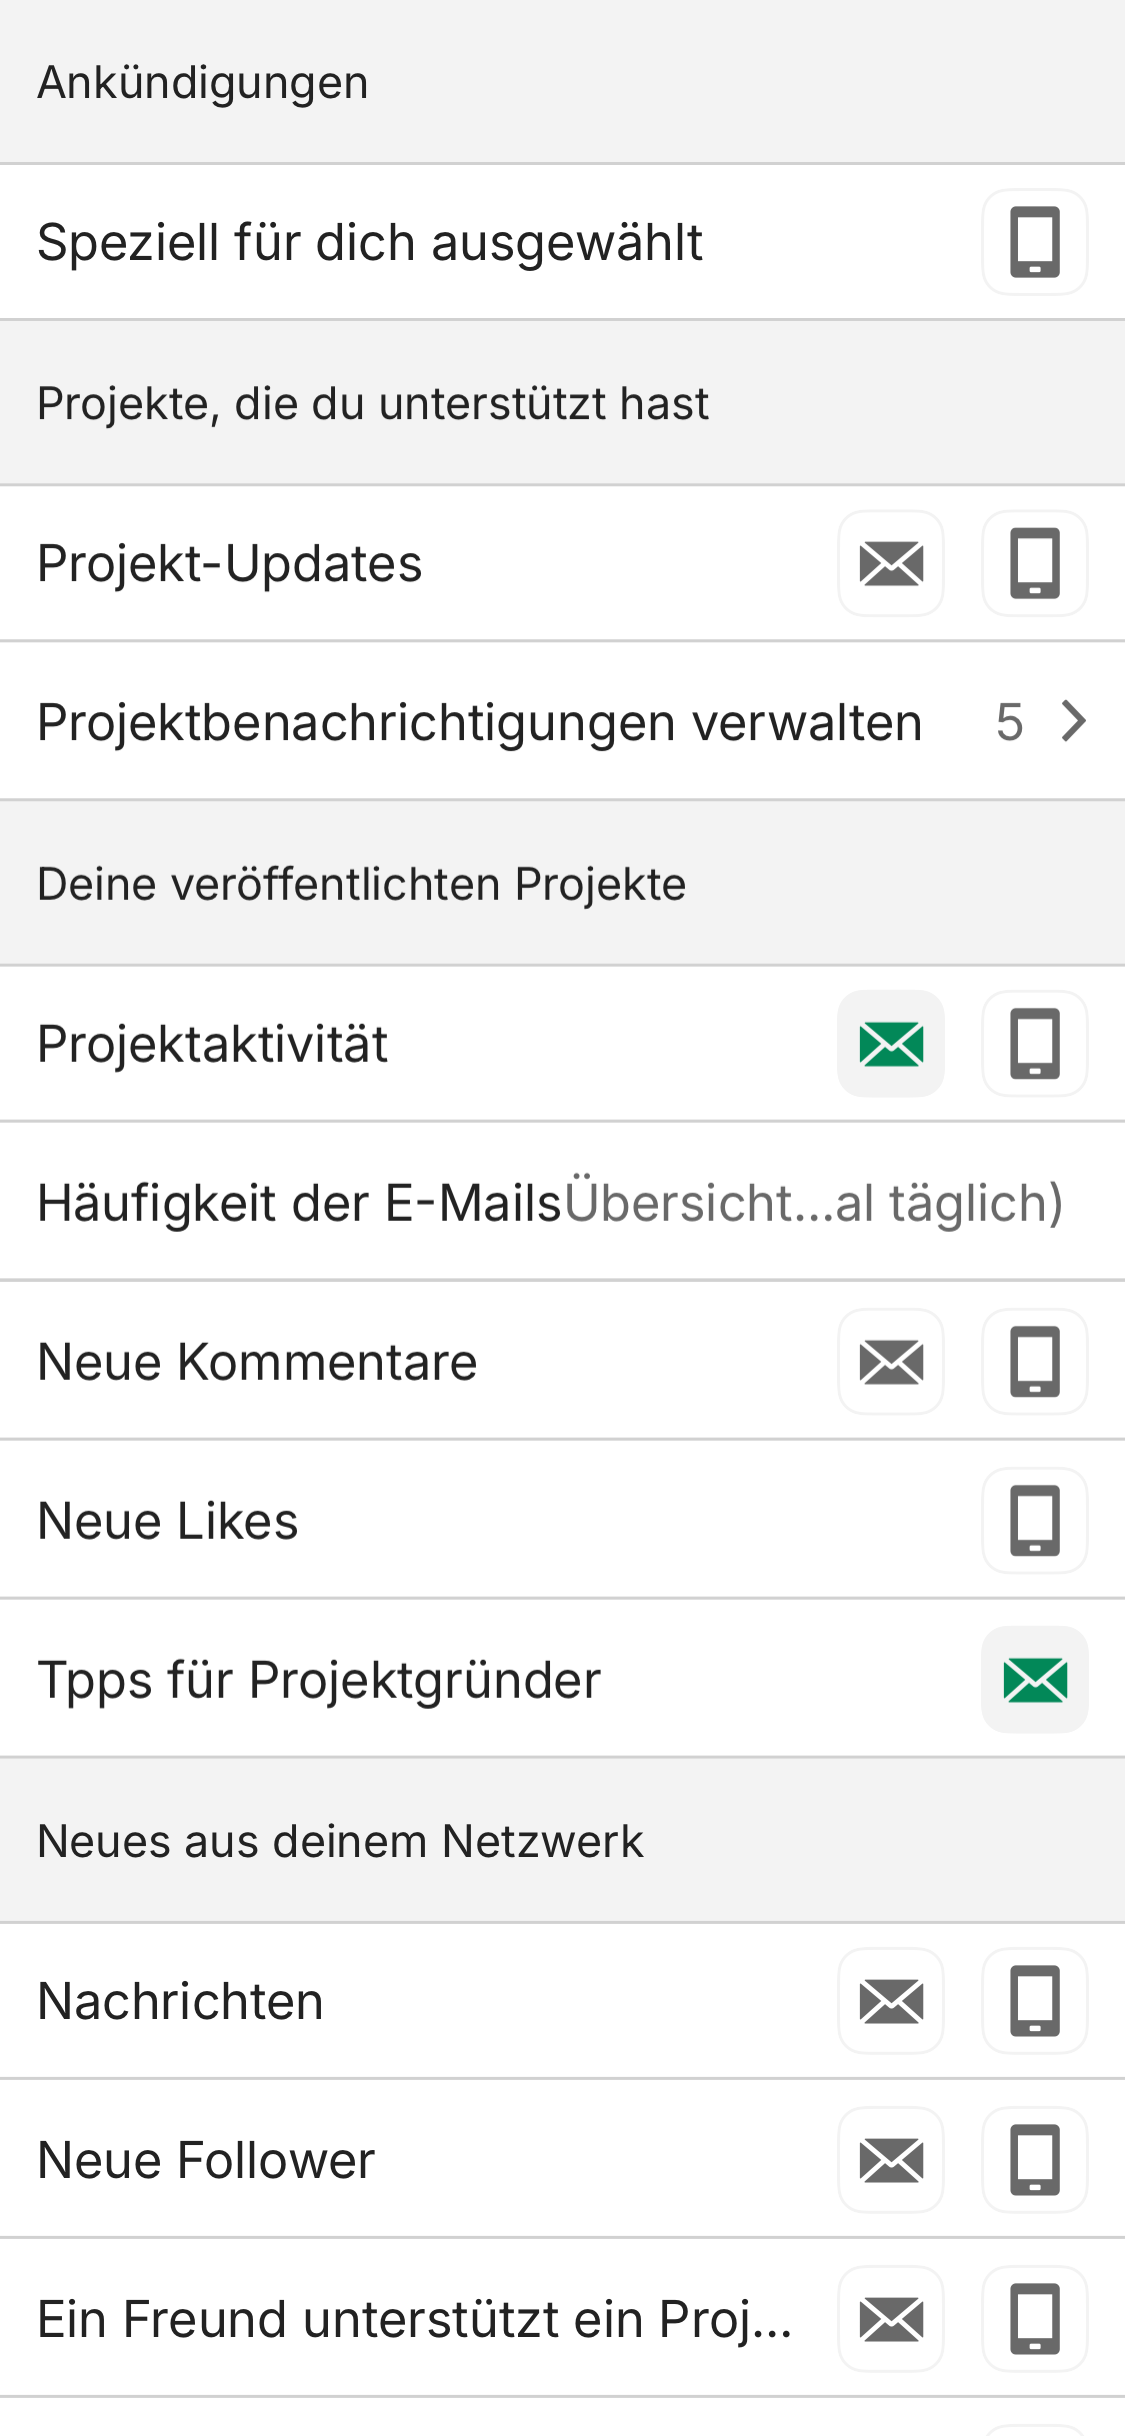 Ankündigungen
Speziell für dich ausgewählt
Projekte, die du unterstützt hast
Projekt-Updates
Projektbenachrichtigungen verwalten 5
Deine veröffentlichten Projekte
Projektaktivität
Häufigkeit der E-MailsÜbersicht...al täglich)
Neue Kommentare
Neue Likes
Tpps für Projektgründer
Neues aus deinem Netzwerk
Nachrichten
Neue Follower
Ein Freund unterstützt ein Proj...